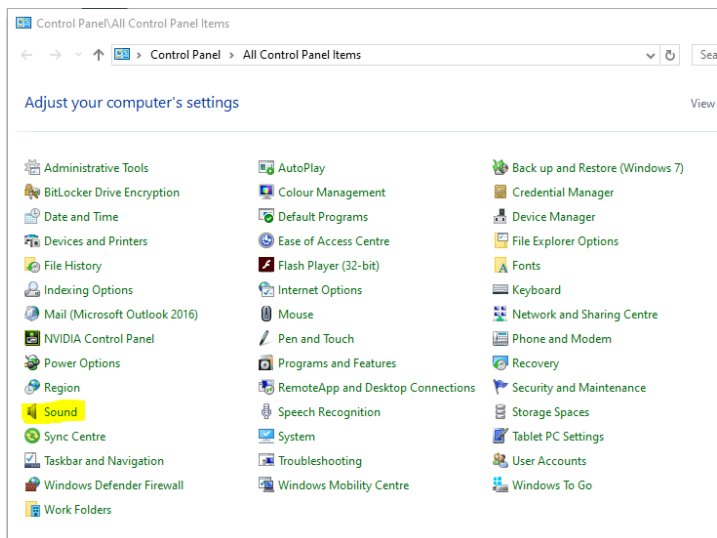 Control Panel\All Control Panel Items
Control Panel > All Control Panel Items
Adjust your computer's settings
View
Administrative Tools
AutoPlay
Back up and Restore (Windows 7)
BitLocker Drive Encryption
Colour Management
Credential Manager
Date and Time
Default Programs
Device Manager
Devices and Printers
Ease of Access Centre
File Explorer Options
File History
Flash Player (32-bit)
Fonts
Indexing Options
Internet Options
Keyboard
Mail (Microsoft Outlook 2016)
Mouse
Network and Sharing Centre
NVIDIA Control Panel
Pen and Touch
Phone and Modem
Power Options
Programs and Features
Recovery
Region
RemoteApp and Desktop Connections
Security and Maintenance
Sound
Speech Recognition
Storage Spaces
Sync Centre
System
Tablet PC Settings
Taskbar and Navigation
Troubleshooting
User Accounts
Windows Defender Firewall
Windows Mobility Centre
Windows To Go
Work Folders